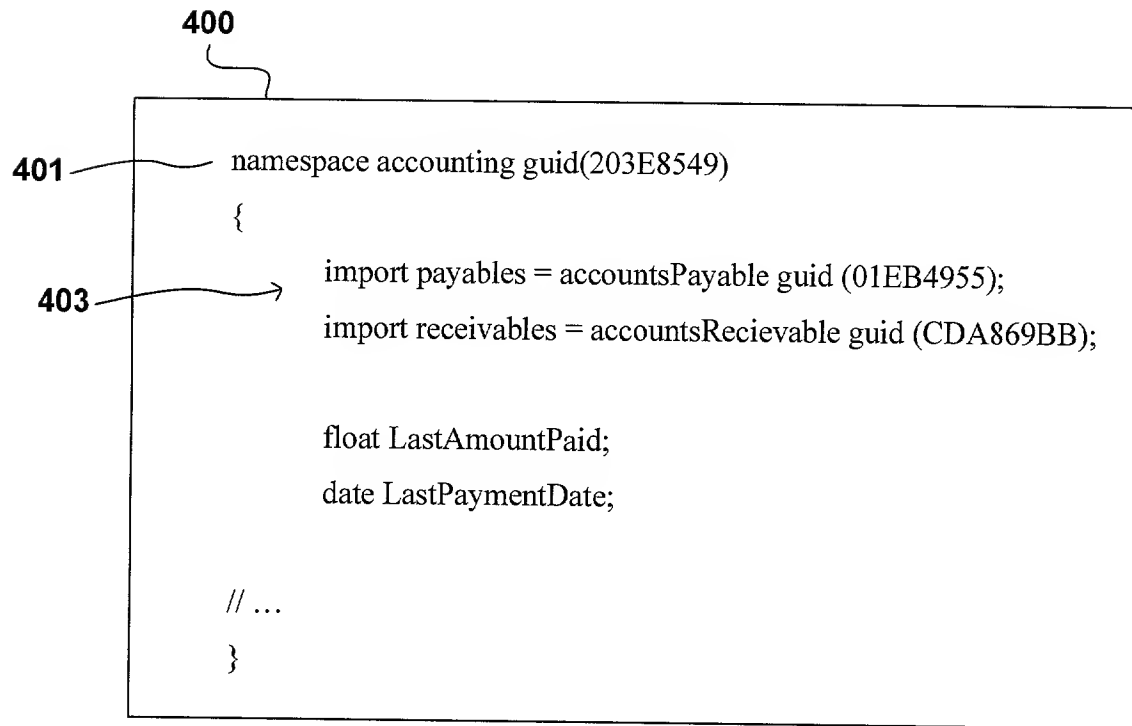 400
401 namespace accounting guid(203E8549)
{
403 import payables = accountsPayable guid (01EB4955);
import receivables = accountsRecievable guid (CDA869BB);
float LastAmountPaid;
date LastPaymentDate;
// ...
}